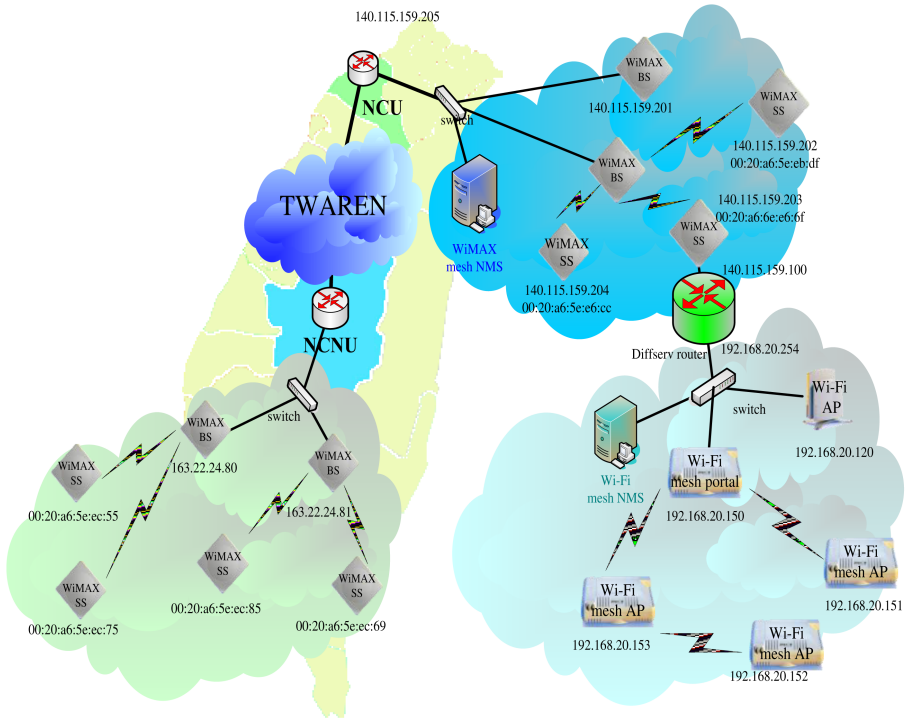 140.115.159.205
NCU
switch
WiMAX
BS
140.115.159.201
WiMAX
SS
140.115.159.202
00:20:a6:5e:eb:df
WiMAX
BS
140.115.159.203
00:20:a6:6e:e6:6f
WiMAX
SS
TWAREN
WiMAX
mesh NMS
WiMAX
SS
140.115.159.204
00:20:a6:5e:e6:cc
140.115.159.100
NCNU
Diffserv router
192.168.20.254
switch
WiMAX
BS
163.22.24.80
WiMAX
BS
163.22.24.81
WiMAX
SS
00:20:a6:5e:ec:55
WiMAX
SS
00:20:a6:5e:ec:85
WiMAX
SS
00:20:a6:5e:ec:75
WiMAX
SS
00:20:a6:5e:ec:69
switch
Wi-Fi
AP
192.168.20.120
Wi-Fi
mesh NMS
Wi-Fi
mesh portal
192.168.20.150
Wi-Fi
mesh AP
192.168.20.151
Wi-Fi
mesh AP
192.168.20.153
Wi-Fi
mesh AP
192.168.20.152